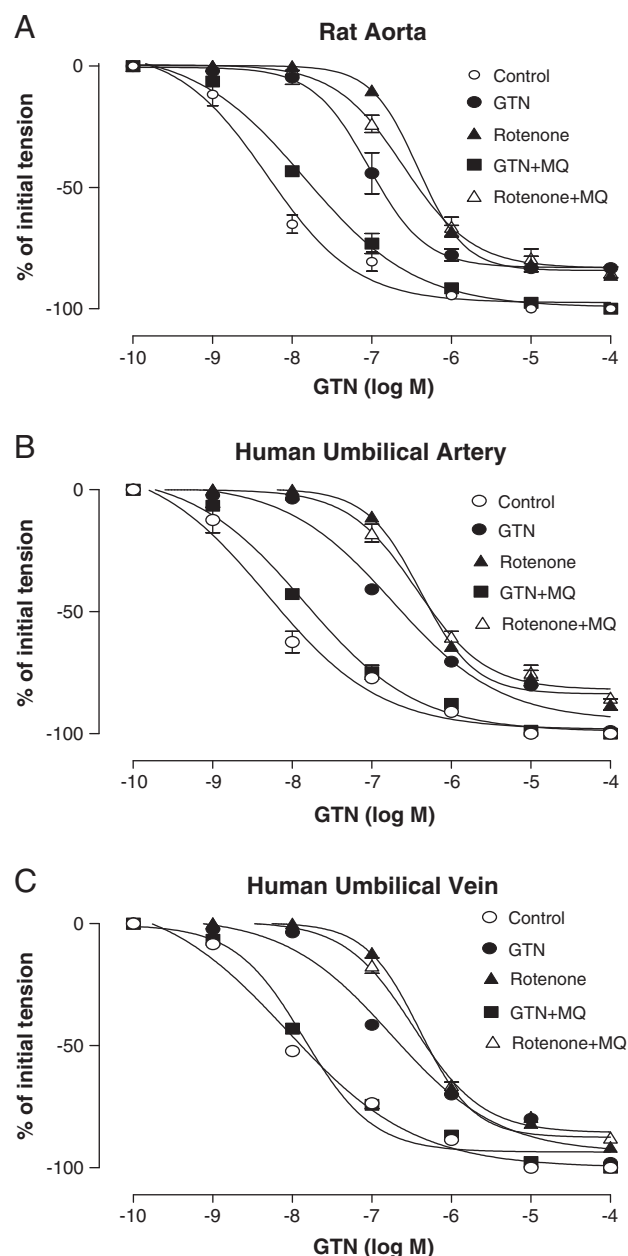 A
Rat Aorta
% of initial tension
0
-50
-100
Control
GTN
Rotenone
GTN+MQ
Rotenone+MQ
-10 -9 -8 -7 -6 -5 -4
GTN (log M)
B
Human Umbilical Artery
% of initial tension
0
-50
-100
Control
GTN
Rotenone
GTN+MQ
Rotenone+MQ
-10 -9 -8 -7 -6 -5 -4
GTN (log M)
C
Human Umbilical Vein
% of initial tension
0
-50
-100
Control
GTN
Rotenone
GTN+MQ
Rotenone+MQ
-10 -9 -8 -7 -6 -5 -4
GTN (log M)